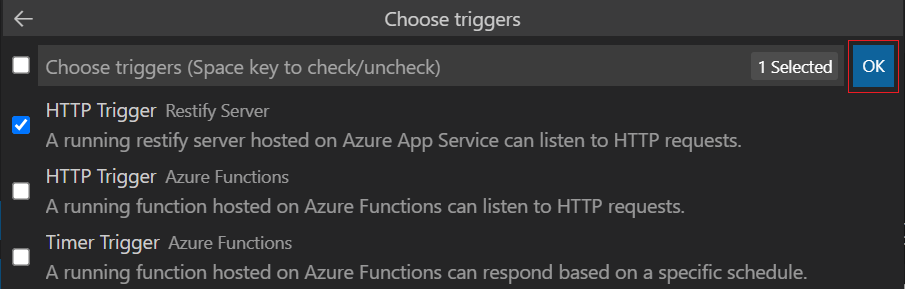 Choose triggers
Choose triggers (Space key to check/uncheck) 1 Selected OK
HTTP Trigger Restify Server
A running restify server hosted on Azure App Service can listen to HTTP requests.
HTTP Trigger Azure Functions
A running function hosted on Azure Functions can listen to HTTP requests.
Timer Trigger Azure Functions
A running function hosted on Azure Functions can respond based on a specific schedule.